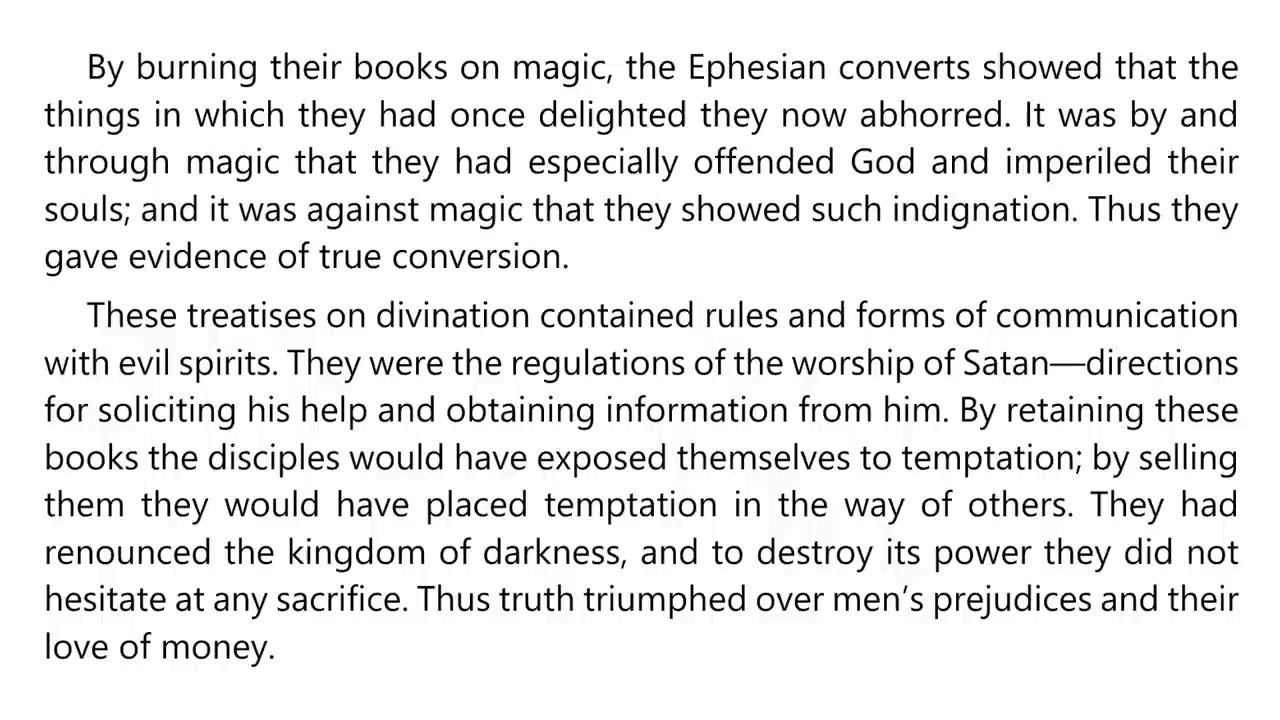 By burning their books on magic, the Ephesian converts showed that the
things in which they had once delighted they now abhorred. It was by and
through magic that they had especially offended God and imperiled their
souls; and it was against magic that they showed such indignation. Thus they
gave evidence of true conversion.
These treatises on divination contained rules and forms of communication
with evil spirits. They were the regulations of the worship of Satan—directions
for soliciting his help and obtaining information from him. By retaining these
books the disciples would have exposed themselves to temptation; by selling
them they would have placed temptation in the way of others. They had
renounced the kingdom of darkness, and to destroy its power they did not
hesitate at any sacrifice. Thus truth triumphed over men’s prejudices and their
love of money.